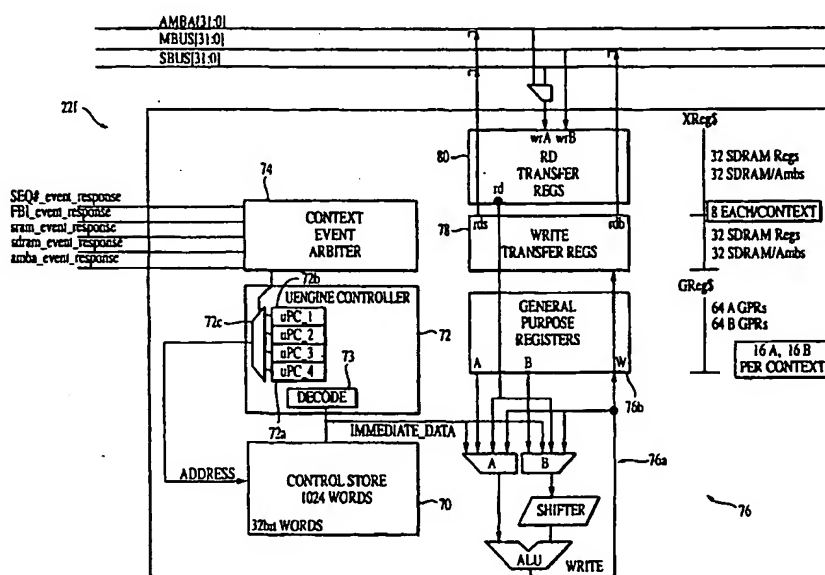 AMBA[31:0]
MBUS[31:0]
SBUS[31:0]
22f
XReg$
wrA wrB
80
RD
TRANSFER
REGS
rd
32 SDRAM Regs
32 SDRAM/Ambs
74
SEQ#_event_response
FBI_event_response
sram_event_response
sdram_event_response
amba_event_response
CONTEXT
EVENT
ARBITER
78
rds
rdb
WRITE
TRANSFER REGS
8 EACH/CONTEXT
32 SDRAM Regs
32 SDRAM/Ambs
72b
UENGINE CONTROLLER
72c
uPC_1
uPC_2
uPC_3
uPC_4
72
73
DECODE
72a
GENERAL
PURPOSE
REGISTERS
A
B
W
GReg$
64 A GPRs
64 B GPRs
16 A, 16 B
PER CONTEXT
76b
IMMEDIATE_DATA
ADDRESS
CONTROL STORE
1024 WORDS
32bit WORDS
70
A
B
76a
SHIFTER
76
ALU
WRITE